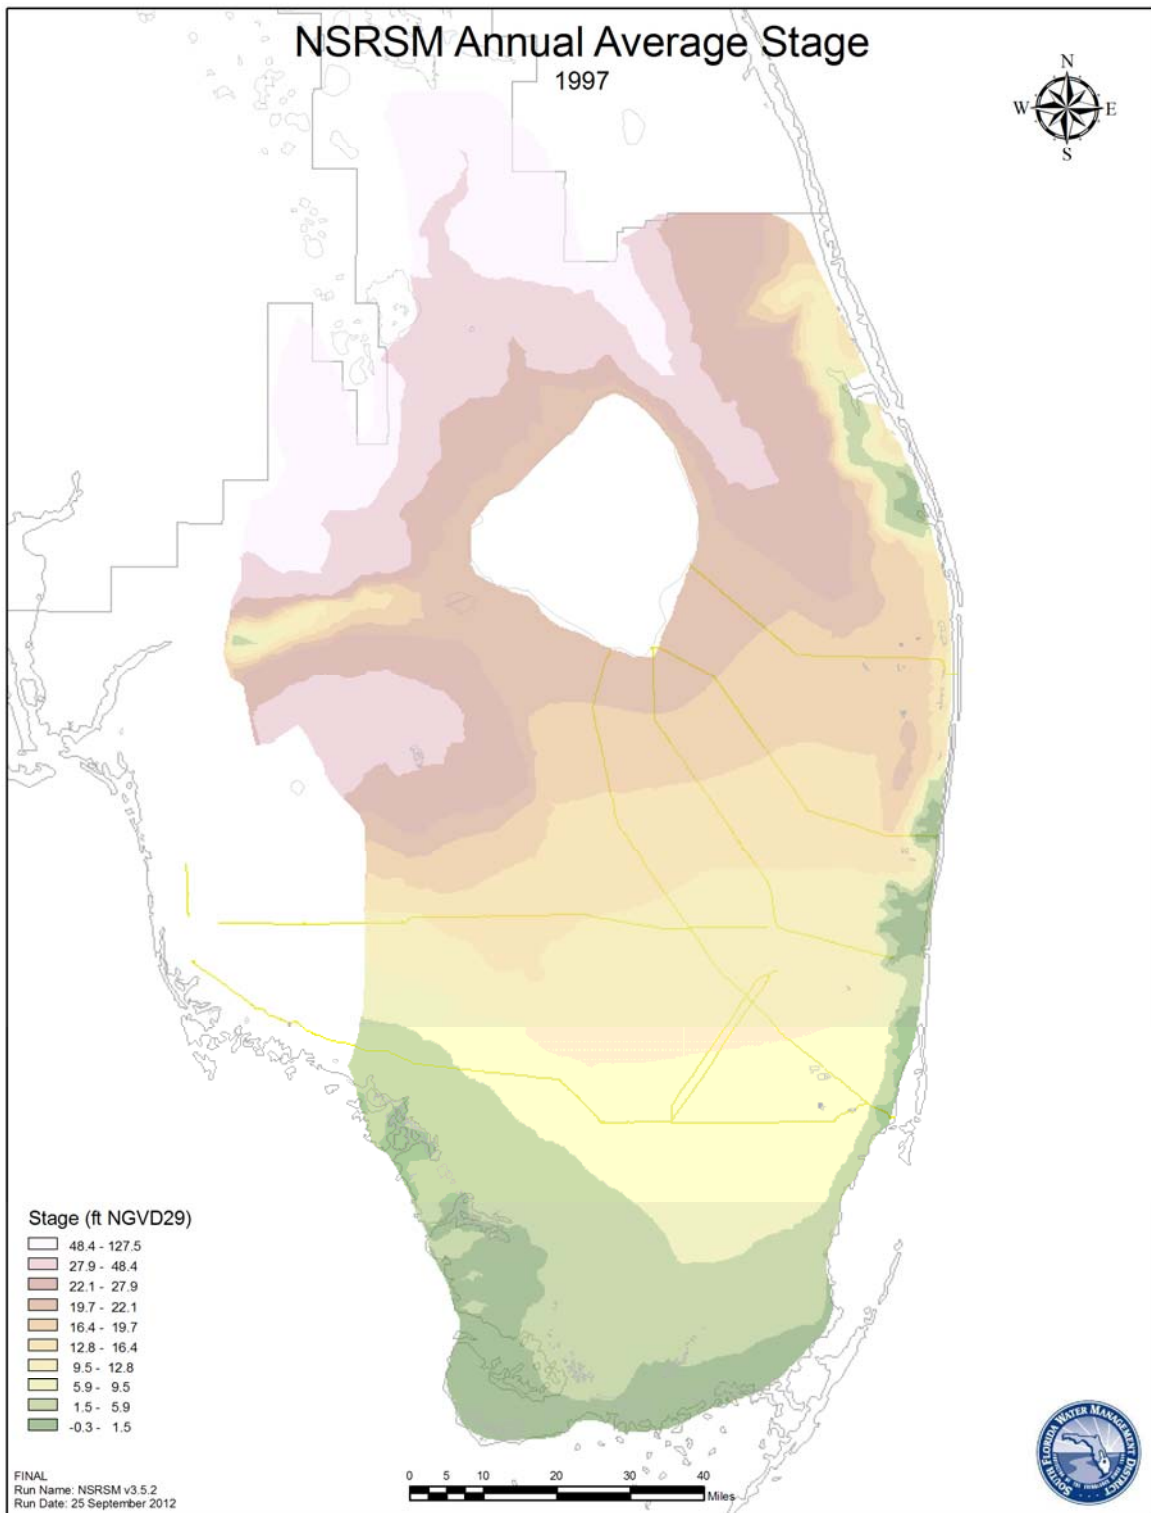 NSRSM Annual Average Stage
1997
N
W E
S
Stage (ft NGVD29)
48.4 - 127.5
27.9 - 48.4
22.1 - 27.9
19.7 - 22.1
16.4 - 19.7
12.8 - 16.4
9.5 - 12.8
5.9 - 9.5
1.5 - 5.9
-0.3 - 1.5
FINAL
Run Name: NSRSM v3.5.2
Run Date: 25 September 2012
0 5 10 20 30 40
Miles
SOUTH FLORIDA WATER MANAGEMENT DISTRICT